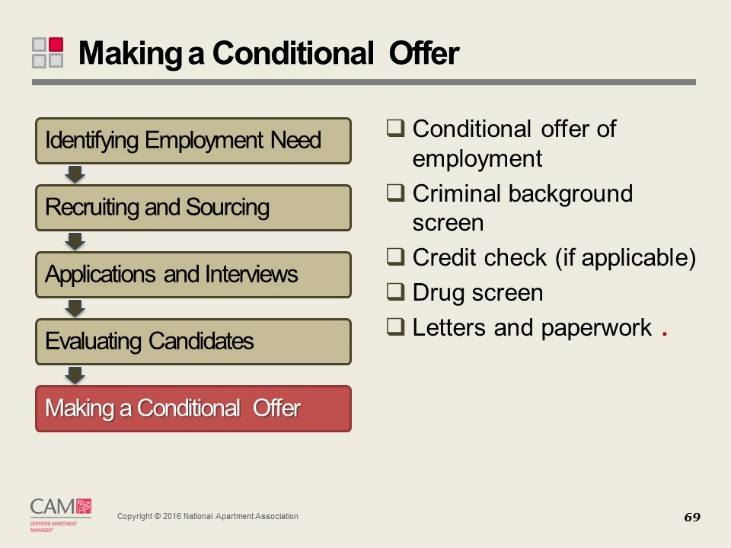 Making a Conditional Offer
Identifying Employment Need
Recruiting and Sourcing
Applications and Interviews
Evaluating Candidates
Making a Conditional Offer
❑ Conditional offer of
employment
❑ Criminal background
screen
❑ Credit check (if applicable)
❑ Drug screen
❑ Letters and paperwork .
CAM
CERTIFIED APARTMENT
MANAGER®
Copyright © 2016 National Apartment Association
69